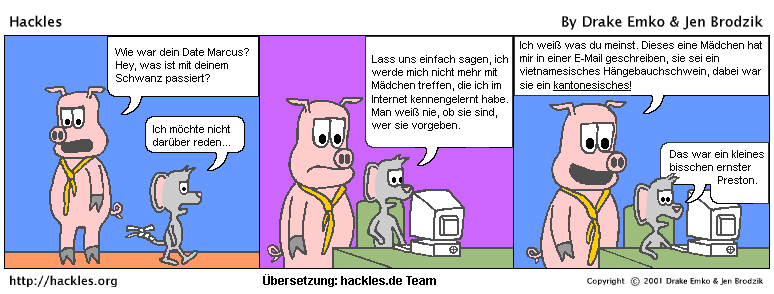 Hackles
By Drake Emko & Jen Brodzik
Wie war dein Date Marcus?
Hey, was ist mit deinem
Schwanz passiert?
Ich möchte nicht
darüber reden...
Lass uns einfach sagen, ich
werde mich nicht mehr mit
Mädchen treffen, die ich im
Internet kennengelernt habe.
Man weiß nie, ob sie sind,
wer sie vorgeben.
Ich weiß was du meinst. Dieses eine Mädchen hat
mir in einer E-Mail geschreiben, sie sei ein
vietnamesisches Hängebauchschwein, dabei war
sie ein kantonesisches!
Das war ein kleines
bisschen ernster
Preston.
http://hackles.org
Übersetzung: hackles.de Team
Copyright © 2001 Drake Emko & Jen Brodzik